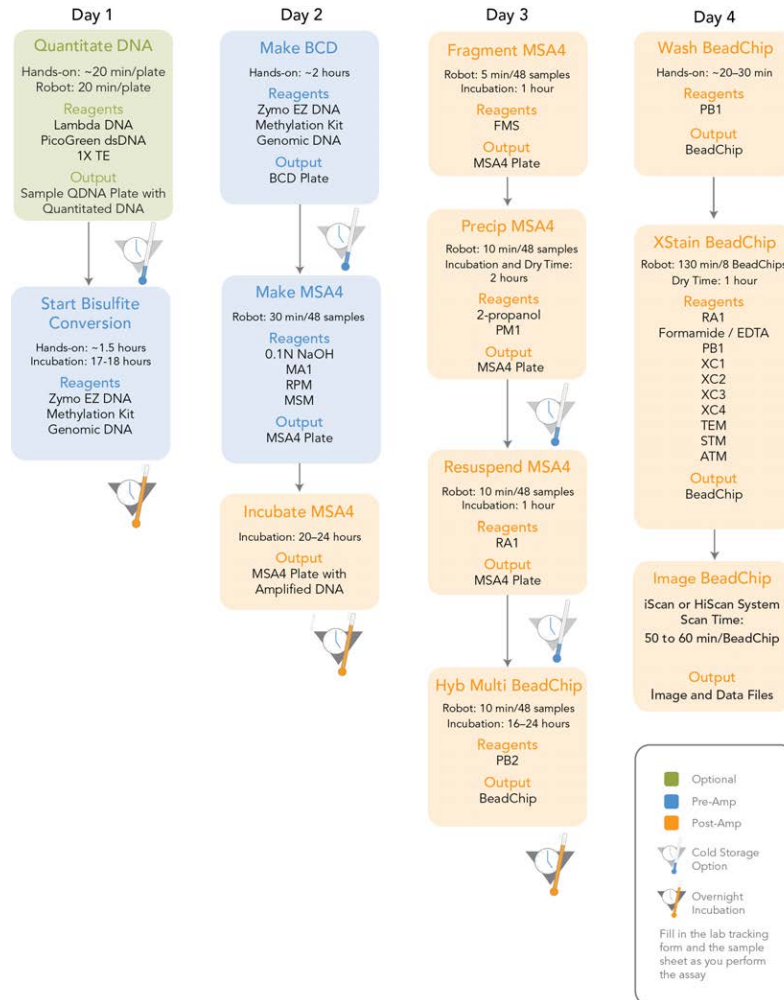 Day 1
Quantitate DNA
Hands-on: ~20 min/plate
Robot: 20 min/plate
Reagents
Lambda DNA
PicoGreen dsDNA
1X TE
Output
Sample QDNA Plate with
Quantitated DNA
Start Bisulfite
Conversion
Hands-on: ~1.5 hours
Incubation: 17-18 hours
Reagents
Zymo EZ DNA
Methylation Kit
Genomic DNA
Day 2
Make BCD
Hands-on: ~2 hours
Reagents
Zymo EZ DNA
Methylation Kit
Genomic DNA
Output
BCD Plate
Make MSA4
Robot: 30 min/48 samples
Reagents
0.1N NaOH
MA1
RPM
MSM
Output
MSA4 Plate
Incubate MSA4
Incubation: 20–24 hours
Output
MSA4 Plate with
Amplified DNA
Day 3
Fragment MSA4
Robot: 5 min/48 samples
Incubation: 1 hour
Reagents
FMS
Output
MSA4 Plate
Precip MSA4
Robot: 10 min/48 samples
Incubation and Dry Time:
2 hours
Reagents
2-propanol
PM1
Output
MSA4 Plate
Resuspend MSA4
Robot: 10 min/48 samples
Incubation: 1 hour
Reagents
RA1
Output
MSA4 Plate
Hyb Multi BeadChip
Robot: 10 min/48 samples
Incubation: 16–24 hours
Reagents
PB2
Output
BeadChip
Day 4
Wash BeadChip
Hands-on: ~20–30 min
Reagents
PB1
Output
BeadChip
XStain BeadChip
Robot: 130 min/8 BeadChips
Dry Time: 1 hour
Reagents
RA1
Formamide / EDTA
PB1
XC1
XC2
XC3
XC4
TEM
STM
ATM
Output
BeadChip
Image BeadChip
iScan or HiScan System
Scan Time:
50 to 60 min/BeadChip
Output
Image and Data Files
Optional
Pre-Amp
Post-Amp
Cold Storage
Option
Overnight
Incubation
Fill in the lab tracking
form and the sample
sheet as you perform
the assay